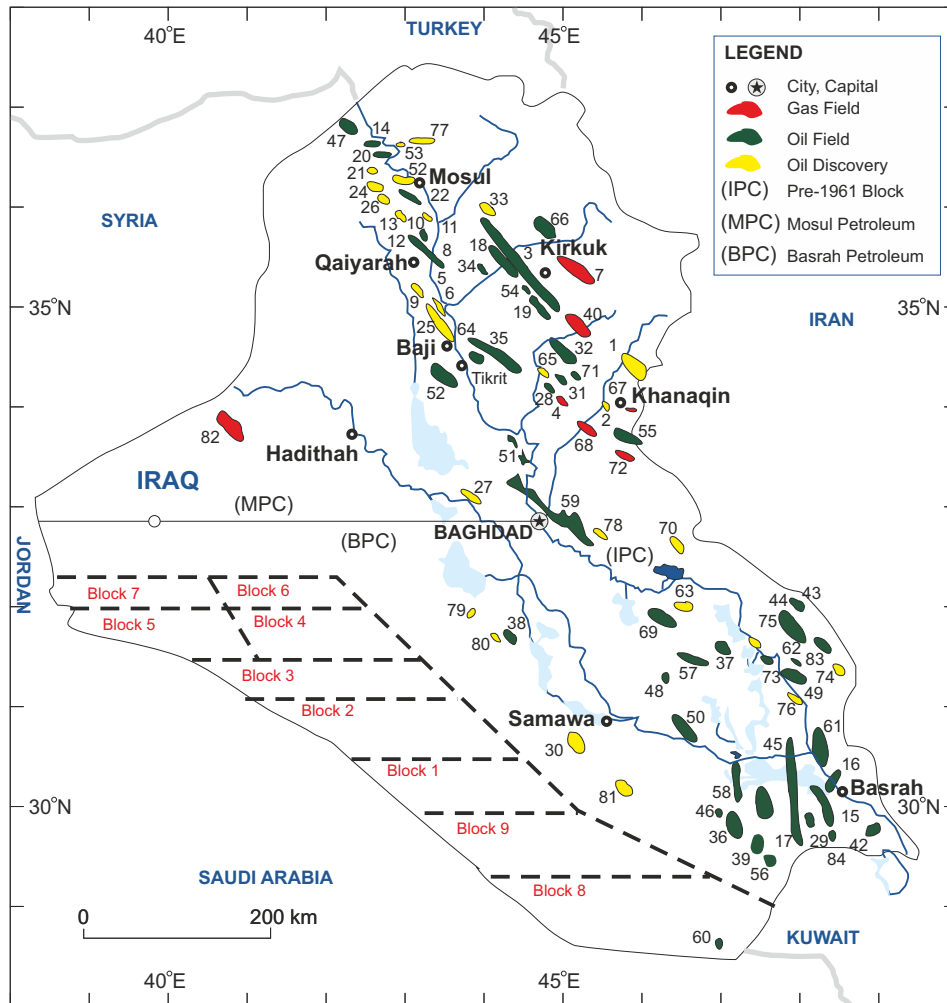 40°E
TURKEY
45°E
LEGEND
City, Capital
Gas Field
Oil Field
Oil Discovery
(IPC) Pre-1961 Block
(MPC) Mosul Petroleum
(BPC) Basrah Petroleum
47
14
77
20
53
21
52
Mosul
24
22
26
33
SYRIA
13
10
11
66
12
18
3
Kirkuk
8
Qaiyarah
34
7
5
54
9
6
19
35°N
35°N
25
64
35
40
1
IRAN
Baji
32
65
71
Tikrit
67
52
28
31
Khanaqin
4
2
82
68
55
Hadithah
51
72
IRAQ
27
59
(MPC)
78
70
BAGHDAD
(BPC)
(IPC)
JORDAN
Block 7
Block 6
63
44
43
79
Block 5
Block 4
38
69
75
80
37
62
83
Block 3
57
73
74
48
49
Block 2
76
Samawa
50
61
30
45
16
Block 1
Basrah
81
58
30°N
30°N
46
15
Block 9
36
17
29
42
39
84
56
SAUDI ARABIA
Block 8
0
200 km
60
KUWAIT
40°E
45°E